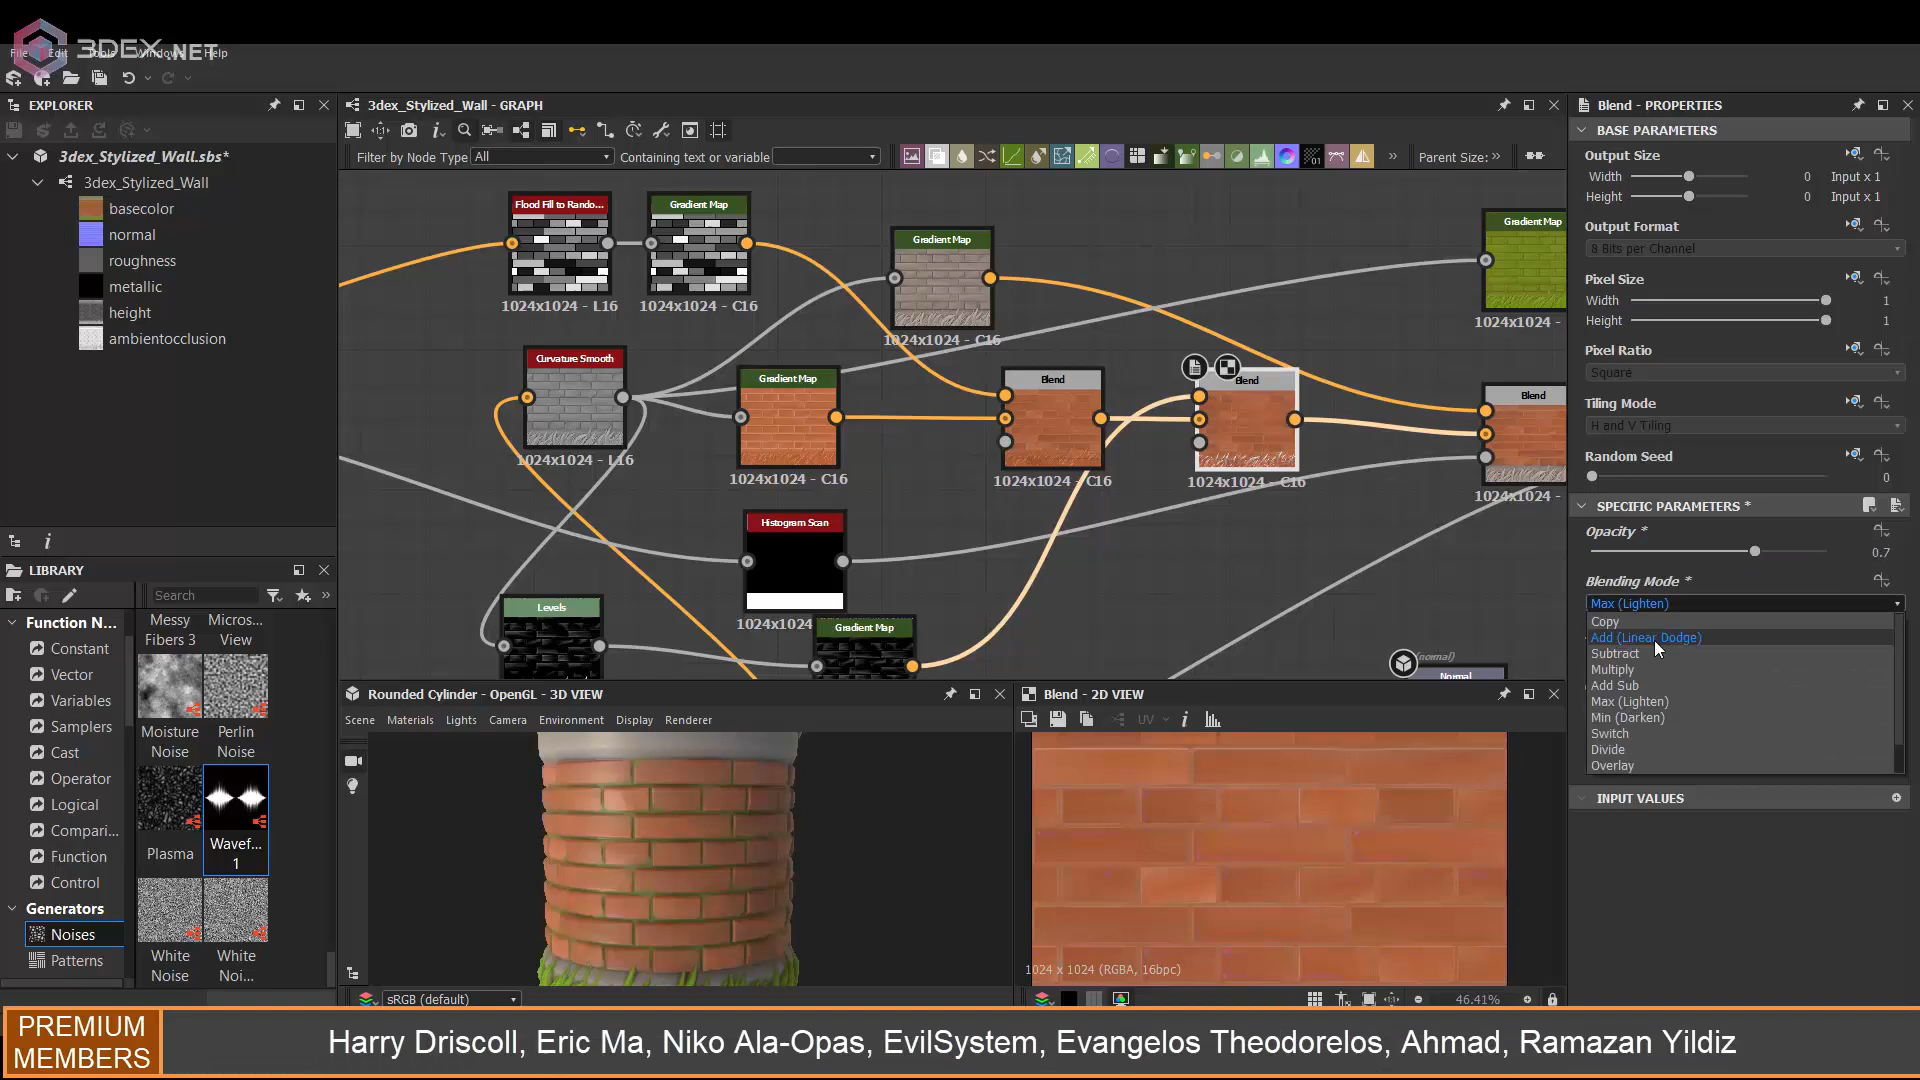 3DEX.NET
File Edit Tools Windows Help
EXPLORER
3dex_Stylized_Wall.sbs*
3dex_Stylized_Wall
basecolor
normal
roughness
metallic
height
ambientocclusion
LIBRARY
Search
Function N...
Constant
Vector
Variables
Samplers
Cast
Operator
Logical
Compari...
Function
Control
Generators
Noises
Patterns
Messy
Fibers 3
Micros...
View
Moisture
Noise
Perlin
Noise
Plasma
Wavef...
1
White
Noise
White
Noi...
3dex_Stylized_Wall - GRAPH
Filter by Node Type All Containing text or variable Parent Size:
Flood Fill to Rando...
1024x1024 - L16
Gradient Map
1024x1024 - C16
Gradient Map
1024x1024 - C16
Gradient Map
1024x1024 -
Curvature Smooth
1024x1024 - L16
Gradient Map
1024x1024 - C16
Blend
1024x1024 - C16
Blend
1024x1024 - C16
Blend
1024x1024 -
Histogram Scan
1024x1024
Levels
Gradient Map
(normal)
Normal
Rounded Cylinder - OpenGL - 3D VIEW
Scene Materials Lights Camera Environment Display Renderer
sRGB (default)
Blend - 2D VIEW
UV
1024 x 1024 (RGBA, 16bpc)
46.41%
Blend - PROPERTIES
BASE PARAMETERS
Output Size
Width 0 Input x 1
Height 0 Input x 1
Output Format
8 Bits per Channel
Pixel Size
Width 1
Height 1
Pixel Ratio
Square
Tiling Mode
H and V Tiling
Random Seed
0
SPECIFIC PARAMETERS *
Opacity *
0.7
Blending Mode *
Max (Lighten)
Copy
Add (Linear Dodge)
Subtract
Multiply
Add Sub
Max (Lighten)
Min (Darken)
Switch
Divide
Overlay
INPUT VALUES
PREMIUM
MEMBERS
Harry Driscoll, Eric Ma, Niko Ala-Opas, EvilSystem, Evangelos Theodorelos, Ahmad, Ramazan Yildiz